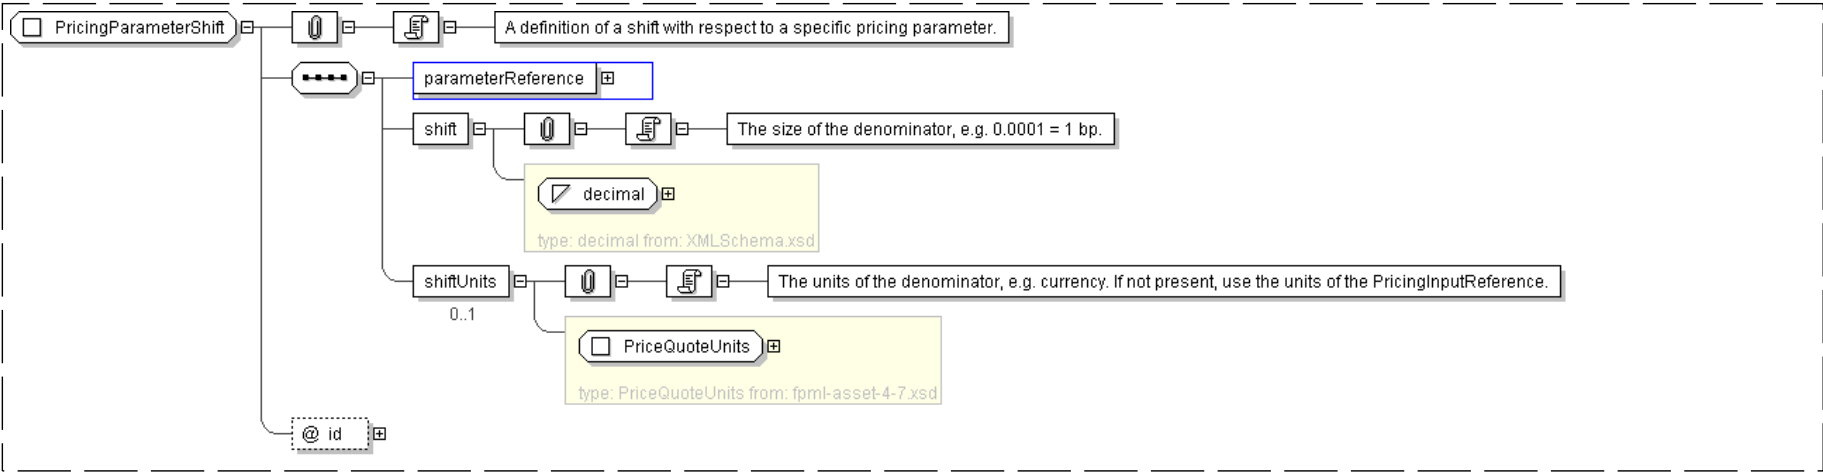 PricingParameterShift
A definition of a shift with respect to a specific pricing parameter.
parameterReference
shift
The size of the denominator, e.g. 0.0001 = 1 bp.
decimal
type: decimal from: XMLSchema.xsd
shiftUnits
The units of the denominator, e.g. currency. If not present, use the units of the PricingInputReference.
0..1
PriceQuoteUnits
type: PriceQuoteUnits from: fpml-asset-4-7.xsd
@ id